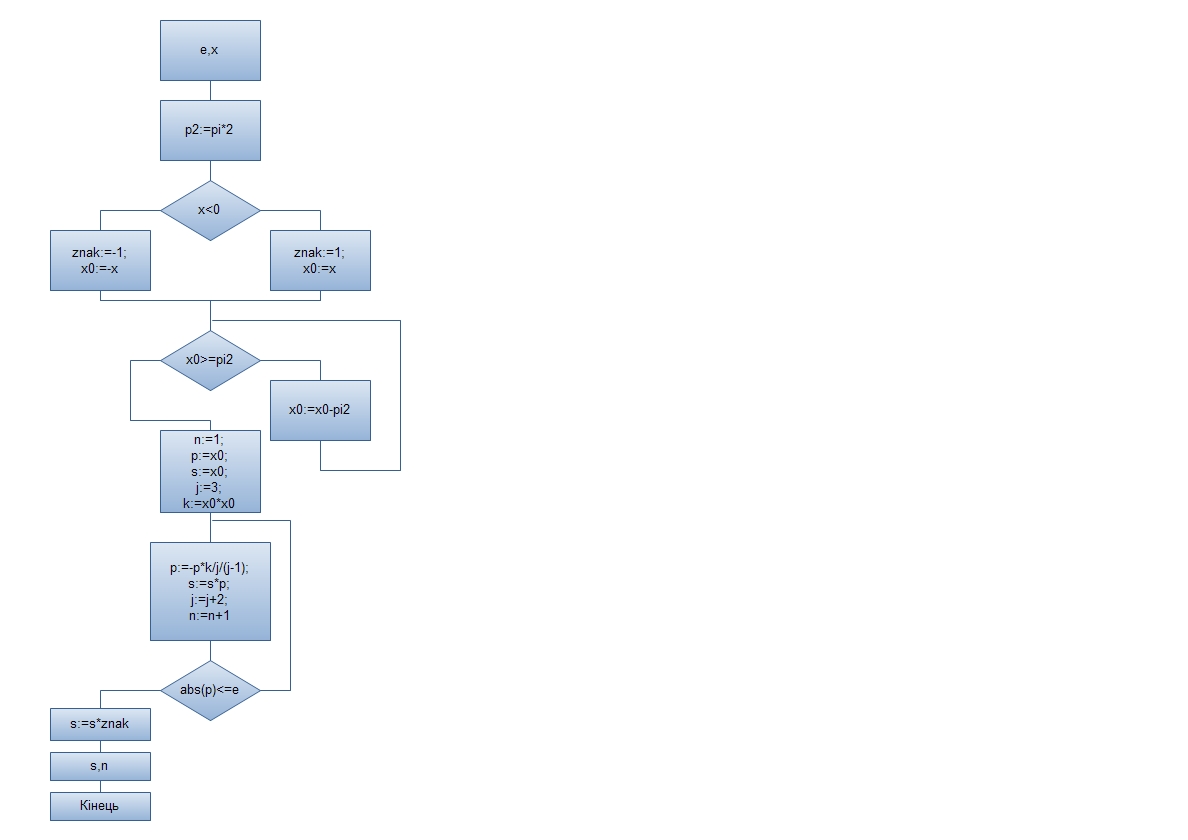 e,x
p2:=pi*2
x<0
znak:=-1;
x0:=-x
znak:=1;
x0:=x
x0>=pi2
x0:=x0-pi2
n:=1;
p:=x0;
s:=x0;
j:=3;
k:=x0*x0
p:=-p*k/j/(j-1);
s:=s*p;
j:=j+2;
n:=n+1
abs(p)<=e
s:=s*znak
s,n
Кінець